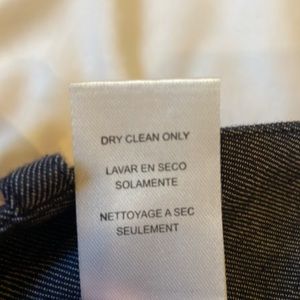 DRY CLEAN ONLY
LAVAR EN SECO
SOLAMENTE
NETTOYAGE A SEC
SEULEMENT